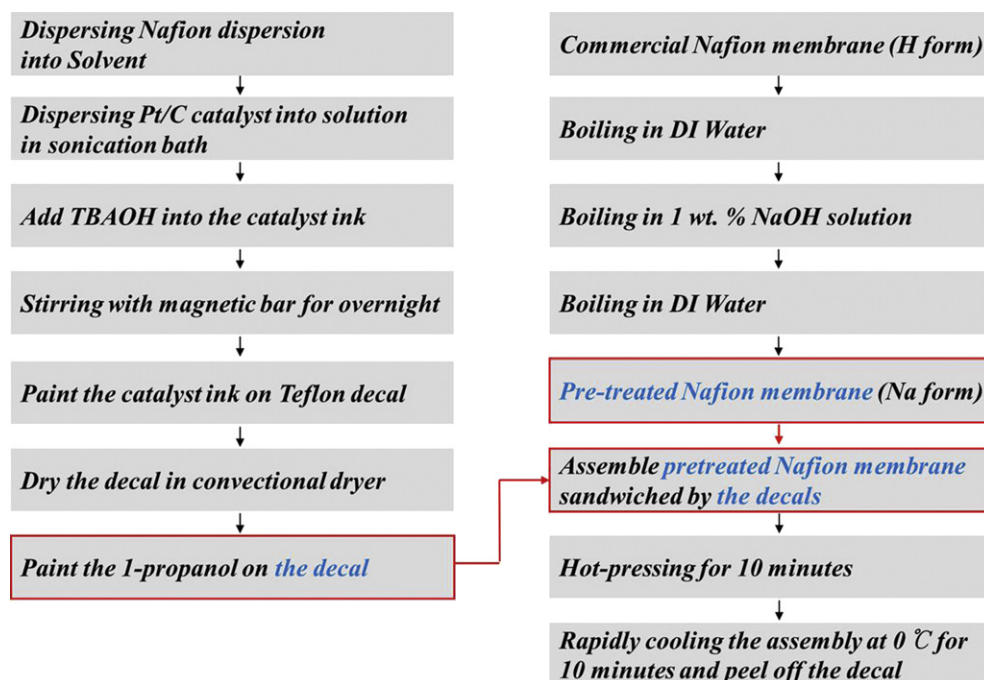 Dispersing Nafion dispersion
into Solvent
Dispersing Pt/C catalyst into solution
in sonication bath
Add TBAOH into the catalyst ink
Stirring with magnetic bar for overnight
Paint the catalyst ink on Teflon decal
Dry the decal in convectional dryer
Paint the 1-propanol on the decal
Commercial Nafion membrane (H form)
Boiling in DI Water
Boiling in 1 wt. % NaOH solution
Boiling in DI Water
Pre-treated Nafion membrane (Na form)
Assemble pretreated Nafion membrane
sandwiched by the decals
Hot-pressing for 10 minutes
Rapidly cooling the assembly at 0 ℃ for
10 minutes and peel off the decal